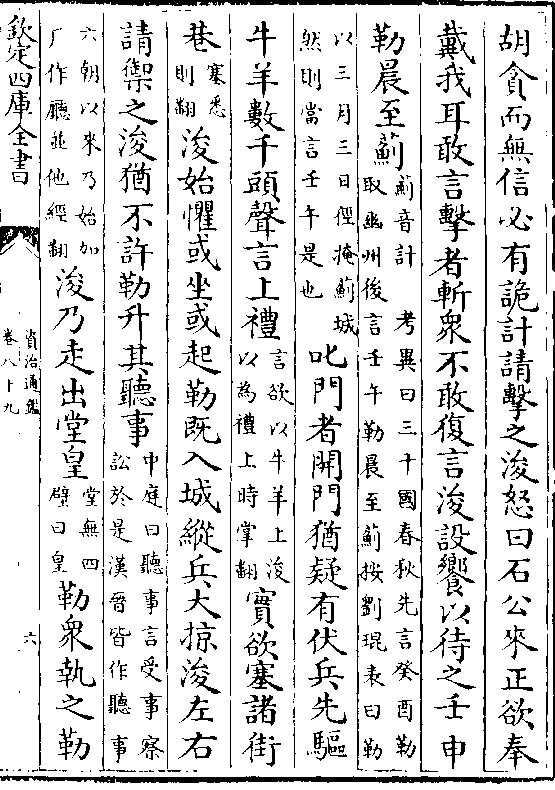 胡貪而無信必有詭計請擊之浚怒曰石公來正欲奉
戴我耳敢言擊者斬衆不敢復言浚設饗以待之壬申
勒晨至薊薊音計 考異曰三十國春秋先言癸酉勒取幽州後言壬午勒晨至薊按劉琨表曰勒
以三月三日徑掩薊城然則當言壬午是也叱門者開門猶疑有伏兵先驅
牛羊數千頭聲言上禮言欲以牛羊上浚以為禮上時掌翻實欲塞諸街
巷塞悉則翻浚始懼或坐或起勒既入城縱兵大掠浚左右
請禦之浚猶不許勒升其聽事中庭曰聽事言受事察訟於是漢晉皆作聽事
六朝以來乃始加厂作廳並他經翻浚乃走出堂皇堂無四壁曰皇勒衆執之勒
欽定四庫全書
資治通鑑
卷八十九
六